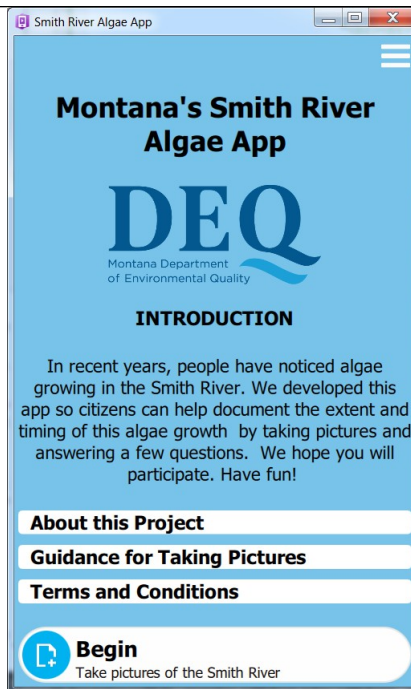 Smith River Algae App
Montana's Smith River
Algae App
DEQ
Montana Department
of Environmental Quality
INTRODUCTION
In recent years, people have noticed algae
growing in the Smith River. We developed this
app so citizens can help document the extent and
timing of this algae growth  by taking pictures and
answering a few questions.  We hope you will
participate. Have fun!
About this Project
Guidance for Taking Pictures
Terms and Conditions
Begin
Take pictures of the Smith River